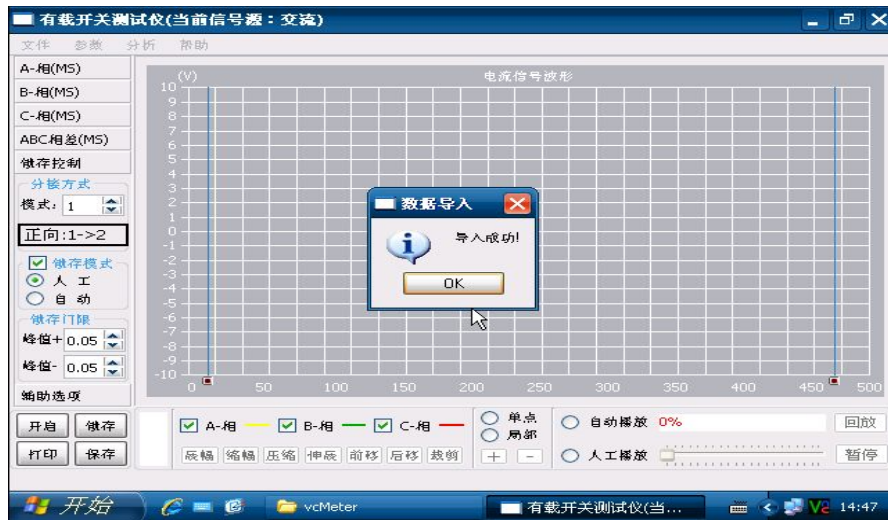 有载开关测试仪(当前信号源：交流)
文件 参数 分析 帮助
A-相(MS)
B-相(MS)
C-相(MS)
ABC相差(MS)
储存控制
分接方式
模式: 1
正向:1->2
储存模式
人 工
自 动
储存门限
峰值+ 0.05
峰值- 0.05
辅助选项
开启 储存
打印 保存
(V) 电流信号波形
10
9
8
7
6
5
4
3
2
1
0
-1
-2
-3
-4
-5
-6
-7
-8
-9
-10
0 50 100 150 200 250 300 350 400 450 500
数据导入
导入成功!
OK
A-相 B-相 C-相
展幅 缩幅 压缩 伸展 前移 后移 裁剪
单点
局部
+ -
自动播放 0% 回放
人工播放 暂停
开始 vcMeter 有载开关测试仪(当... 14:47